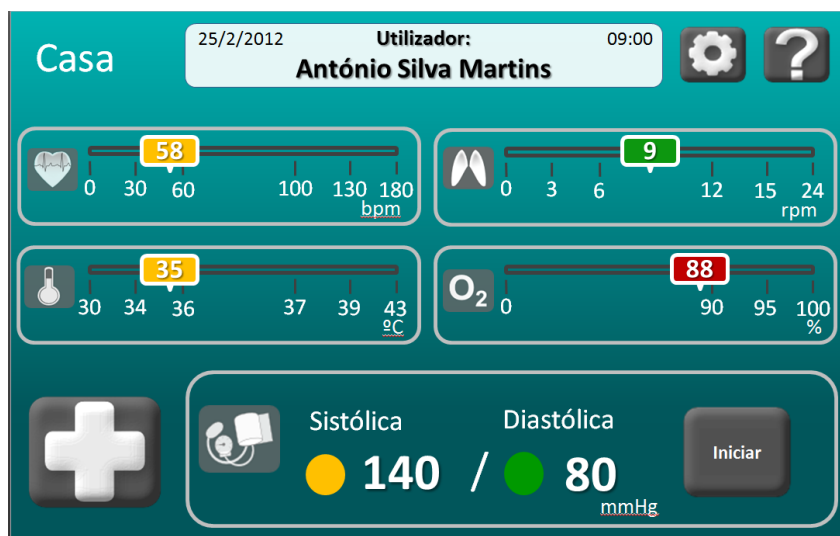 Casa
25/2/2012 Utilizador: 09:00
António Silva Martins
58
0 30 60 100 130 180
bpm
9
0 3 6 12 15 24
rpm
35
30 34 36 37 39 43
ºC
88
O₂
0 90 95 100
%
Sistólica Diastólica
140 / 80
mmHg
Iniciar
?